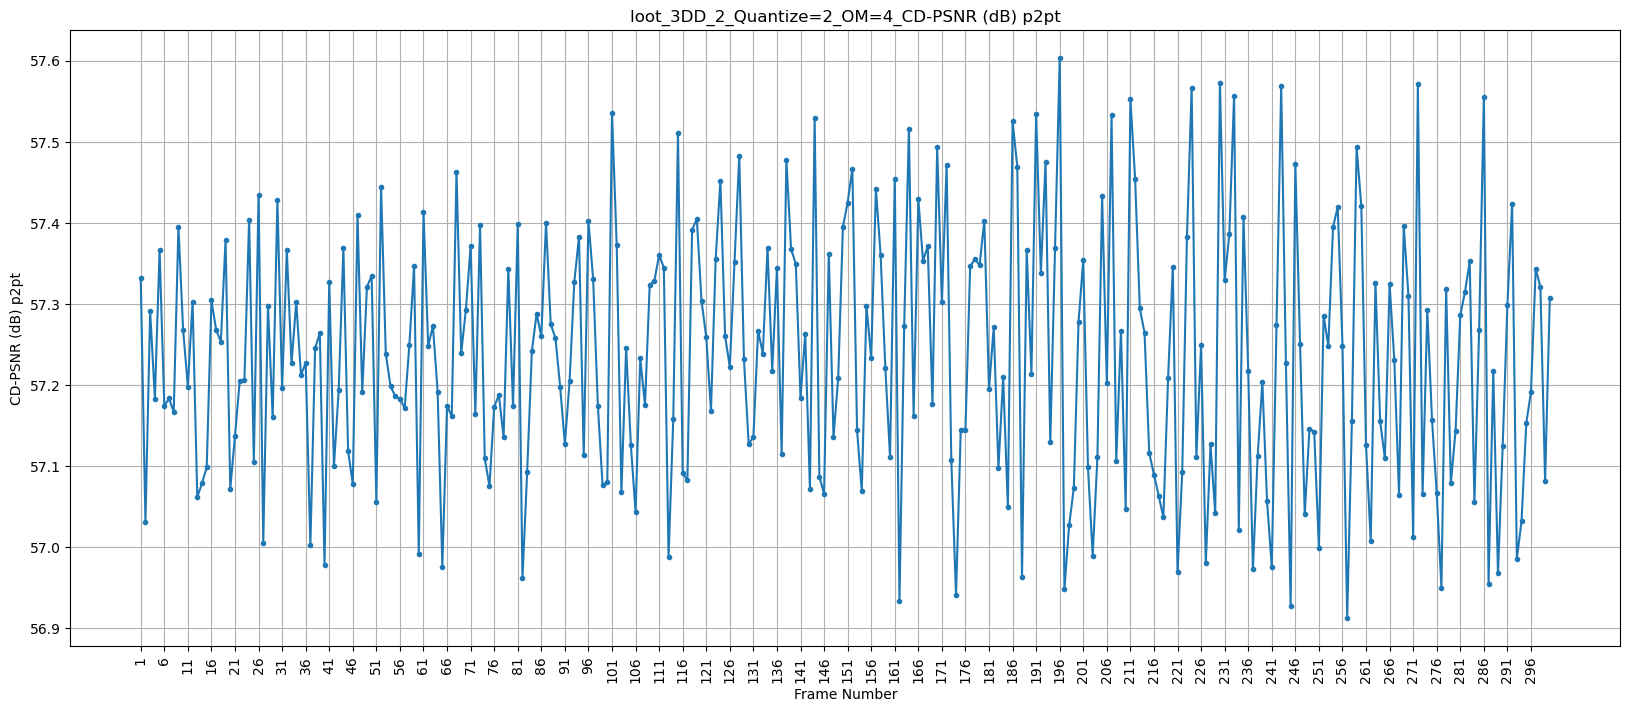 loot_3DD_2_Quantize=2_OM=4_CD-PSNR (dB) p2pt
CD-PSNR (dB) p2pt
57.6
57.5
57.4
57.3
57.2
57.1
57.0
56.9
1 6 11 16 21 26 31 36 41 46 51 56 61 66 71 76 81 86 91 96 101 106 111 116 121 126 131 136 141 146 151 156 161 166 171 176 181 186 191 196 201 206 211 216 221 226 231 236 241 246 251 256 261 266 271 276 281 286 291 296
Frame Number